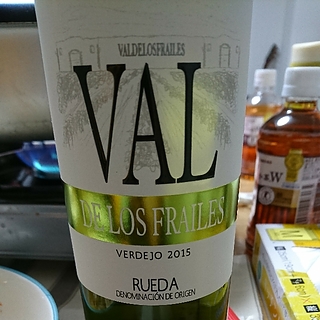 VALDELOSFRAILES
VAL
DE LOS FRAILES
VERDEJO 2015
RUEDA
DENOMINACIÓN DE ORIGEN